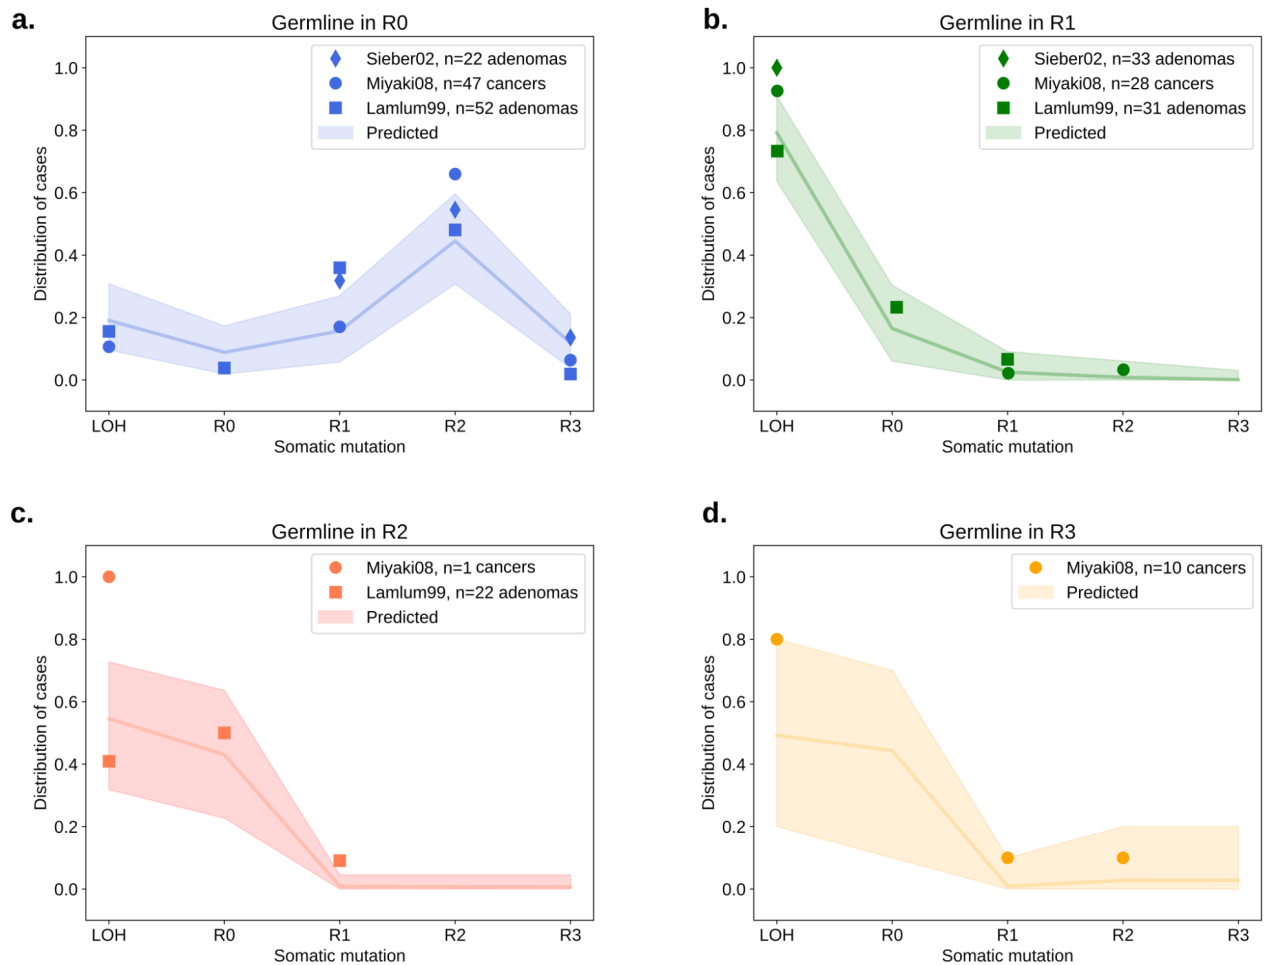 a.
Germline in R0
Sieber02, n=22 adenomas
Miyaki08, n=47 cancers
Lamlum99, n=52 adenomas
Predicted
Distribution of cases
1.0
0.8
0.6
0.4
0.2
0.0
LOH R0 R1 R2 R3
Somatic mutation
b.
Germline in R1
Sieber02, n=33 adenomas
Miyaki08, n=28 cancers
Lamlum99, n=31 adenomas
Predicted
Distribution of cases
1.0
0.8
0.6
0.4
0.2
0.0
LOH R0 R1 R2 R3
Somatic mutation
c.
Germline in R2
Miyaki08, n=1 cancers
Lamlum99, n=22 adenomas
Predicted
Distribution of cases
1.0
0.8
0.6
0.4
0.2
0.0
LOH R0 R1 R2 R3
Somatic mutation
d.
Germline in R3
Miyaki08, n=10 cancers
Predicted
Distribution of cases
1.0
0.8
0.6
0.4
0.2
0.0
LOH R0 R1 R2 R3
Somatic mutation